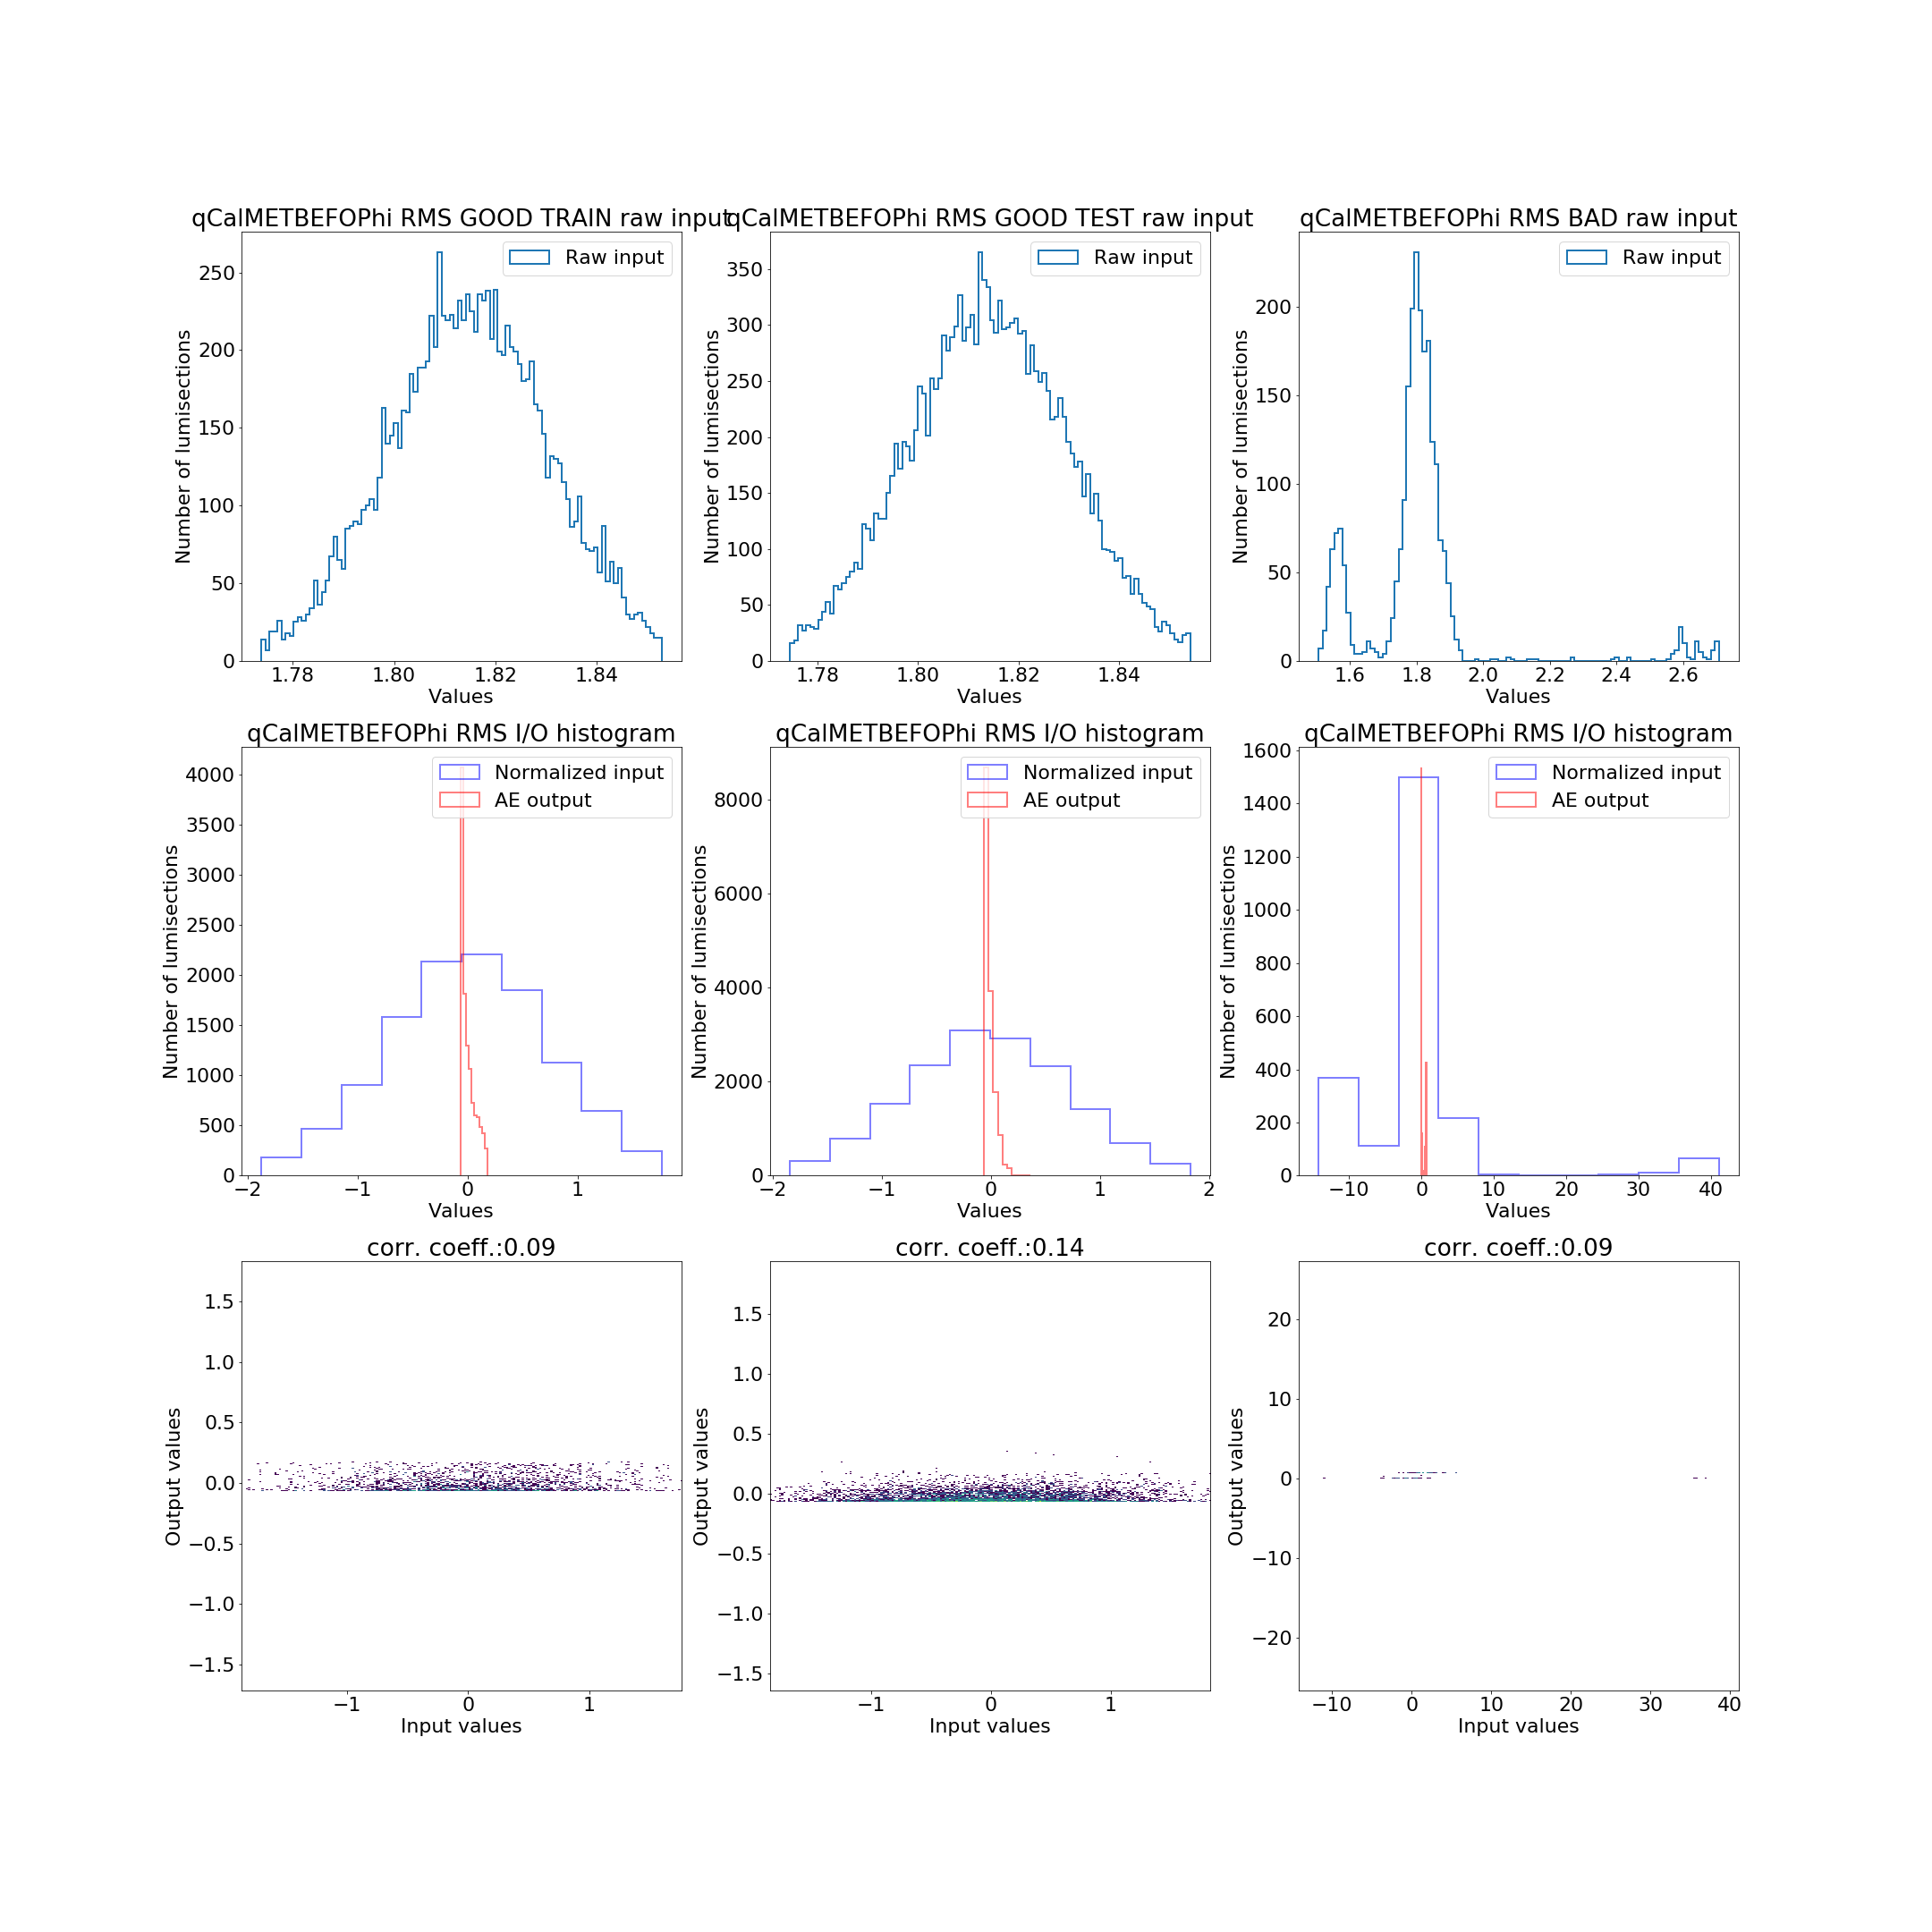 qCalMETBEFOPhi RMS GOOD TRAIN raw input
Raw input
Number of lumisections
0
50
100
150
200
250
1.78
1.80
1.82
1.84
Values
qCalMETBEFOPhi RMS GOOD TEST raw input
Raw input
Number of lumisections
0
50
100
150
200
250
300
350
1.78
1.80
1.82
1.84
Values
qCalMETBEFOPhi RMS BAD raw input
Raw input
Number of lumisections
0
50
100
150
200
1.6
1.8
2.0
2.2
2.4
2.6
Values
qCalMETBEFOPhi RMS I/O histogram
Normalized input
AE output
Number of lumisections
0
500
1000
1500
2000
2500
3000
3500
4000
−2
−1
0
1
Values
qCalMETBEFOPhi RMS I/O histogram
Normalized input
AE output
Number of lumisections
0
2000
4000
6000
8000
−2
−1
0
1
2
Values
qCalMETBEFOPhi RMS I/O histogram
Normalized input
AE output
Number of lumisections
0
200
400
600
800
1000
1200
1400
1600
−10
0
10
20
30
40
Values
corr. coeff.:0.09
Output values
−1.5
−1.0
−0.5
0.0
0.5
1.0
1.5
−1
0
1
Input values
corr. coeff.:0.14
Output values
−1.5
−1.0
−0.5
0.0
0.5
1.0
1.5
−1
0
1
Input values
corr. coeff.:0.09
Output values
−20
−10
0
10
20
−10
0
10
20
30
40
Input values